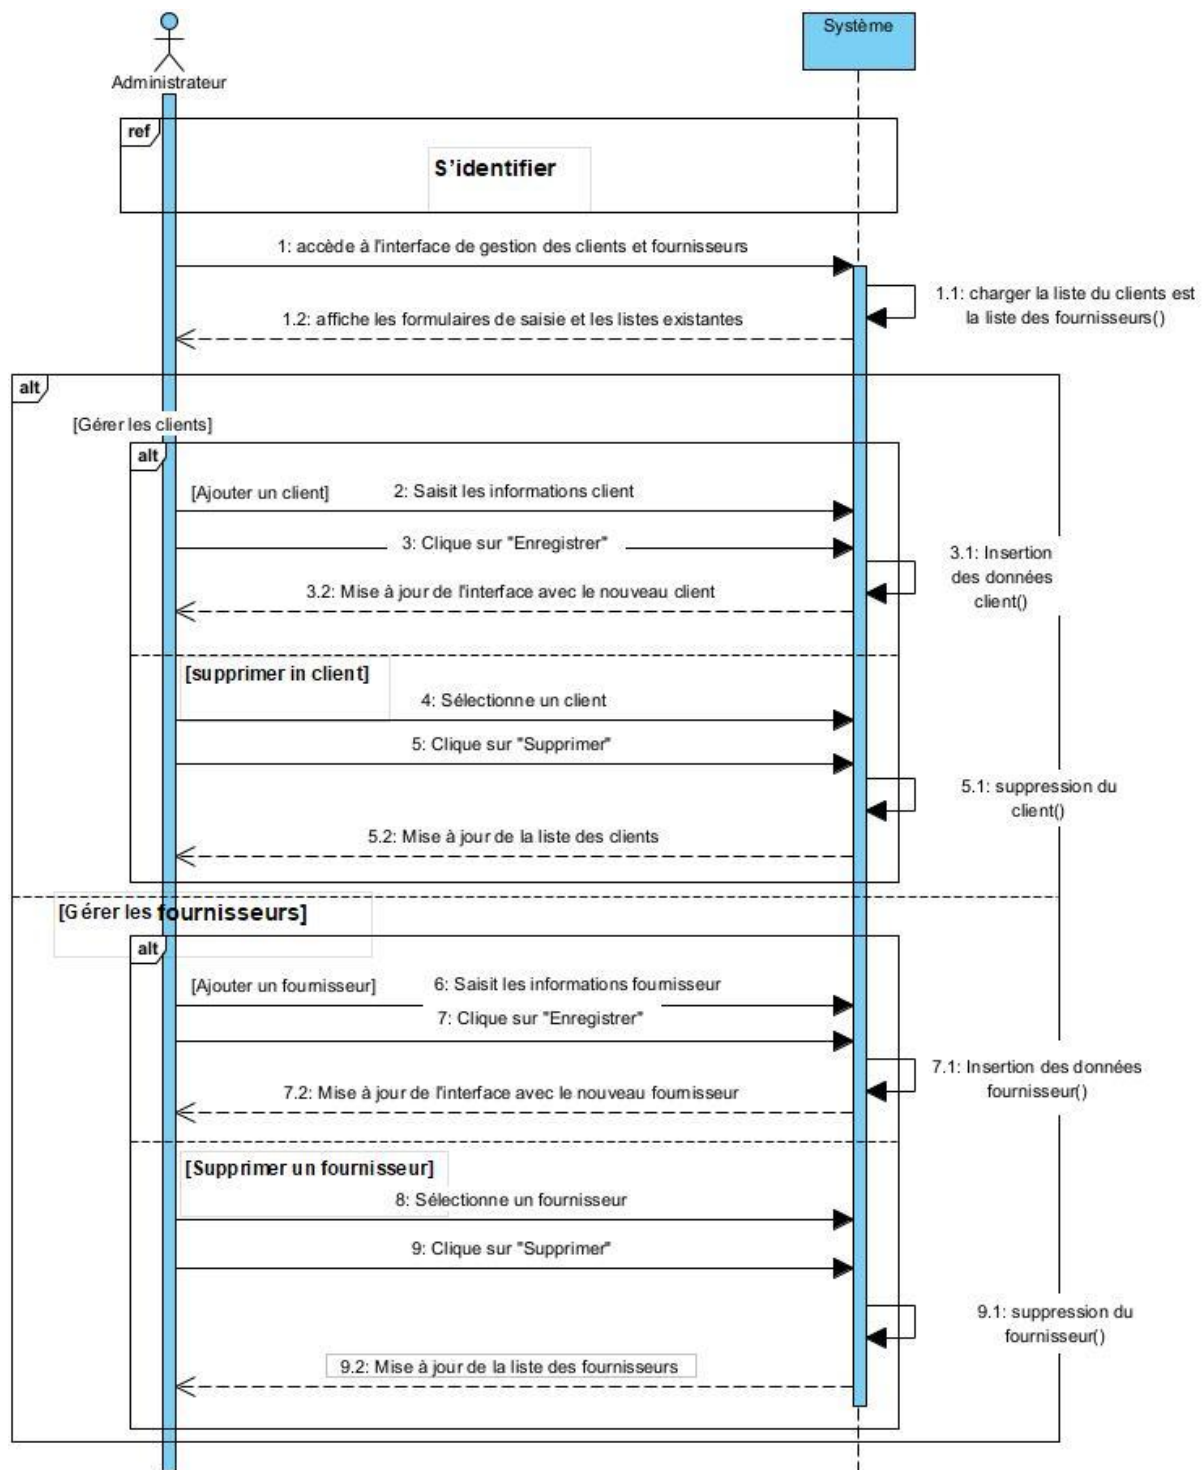 Système
Administrateur
ref
S'identifier
1: accède à l'interface de gestion des clients et fournisseurs
1.1: charger la liste du clients est
la liste des fournisseurs()
1.2: affiche les formulaires de saisie et les listes existantes
alt
[Gérer les clients]
alt
[Ajouter un client]
2: Saisit les informations client
3: Clique sur "Enregistrer"
3.1: Insertion
des données
client()
3.2: Mise à jour de l'interface avec le nouveau client
[supprimer in client]
4: Sélectionne un client
5: Clique sur "Supprimer"
5.1: suppression du
client()
5.2: Mise à jour de la liste des clients
[Gérer les fournisseurs]
alt
[Ajouter un fournisseur]
6: Saisit les informations fournisseur
7: Clique sur "Enregistrer"
7.1: Insertion des données
fournisseur()
7.2: Mise à jour de l'interface avec le nouveau fournisseur
[Supprimer un fournisseur]
8: Sélectionne un fournisseur
9: Clique sur "Supprimer"
9.1: suppression du
fournisseur()
9.2: Mise à jour de la liste des fournisseurs